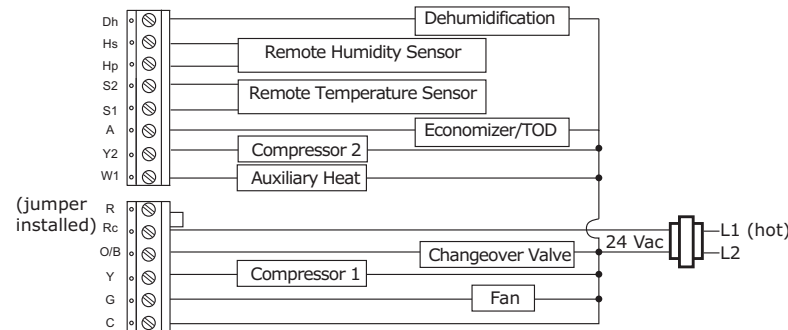 Dh
Dehumidification
Hs
Remote Humidity Sensor
Hp
S2
Remote Temperature Sensor
S1
A
Economizer/TOD
Y2
Compressor 2
W1
Auxiliary Heat
(jumper
installed)
R
Rc
L1 (hot)
24 Vac
O/B
Changeover Valve
L2
Y
Compressor 1
G
Fan
C